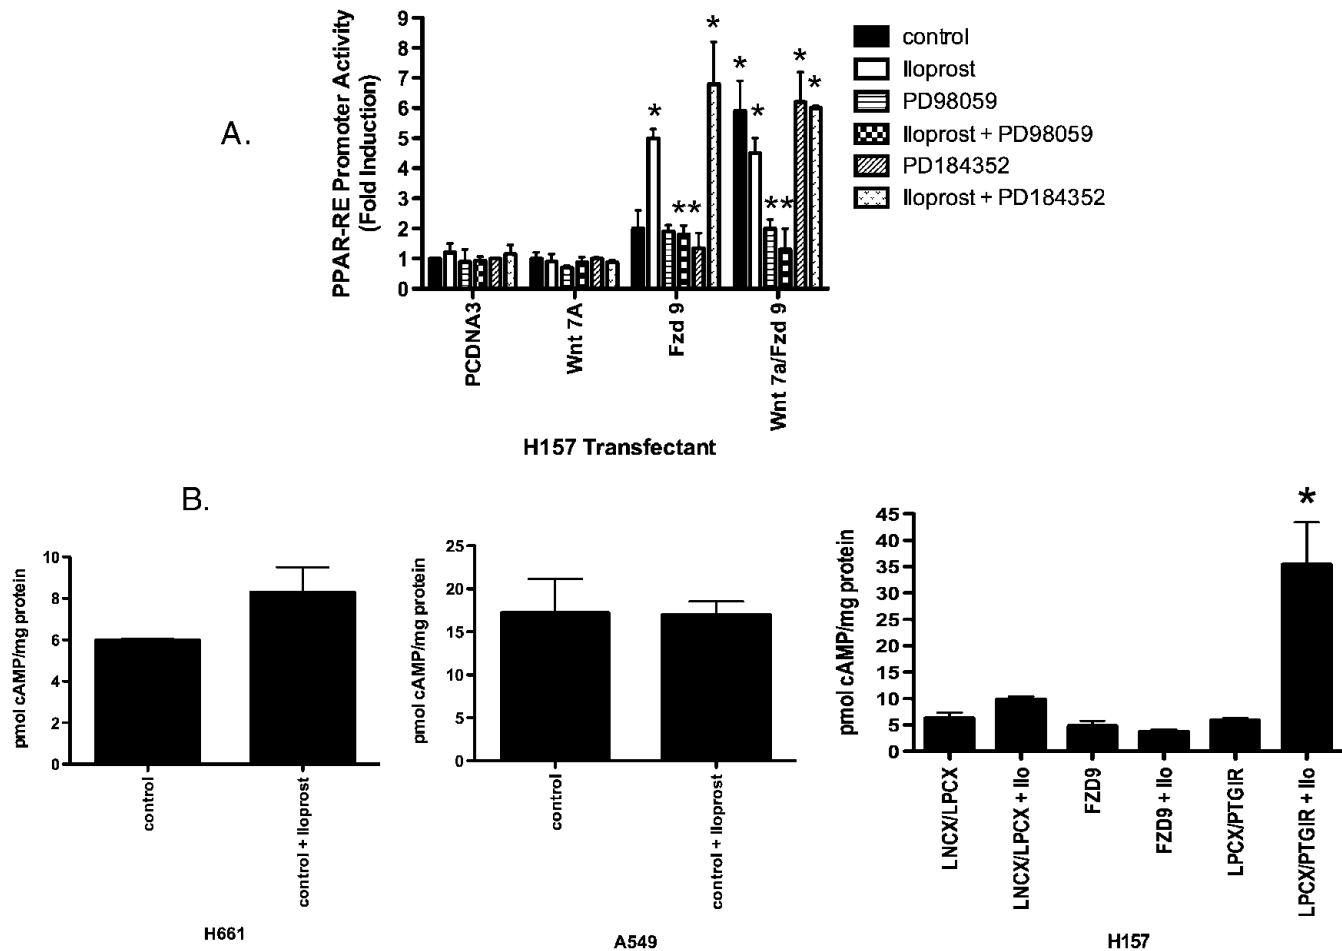 A.
PPAR-RE Promoter Activity
(Fold Induction)
9
8
7
6
5
4
3
2
1
0
*
*
**
*
*
*
**
*
*
PCDNA3
Wnt 7A
Fzd 9
Wnt 7a/Fzd 9
H157 Transfectant
control
Iloprost
PD98059
Iloprost + PD98059
PD184352
Iloprost + PD184352
B.
pmol cAMP/mg protein
10
8
6
4
2
0
control
control + Iloprost
H661
pmol cAMP/mg protein
25
20
15
10
5
0
control
control + Iloprost
A549
pmol cAMP/mg protein
45
40
35
30
25
20
15
10
5
0
*
LNCX/LPCX
LNCX/LPCX + Ilo
FZD9
FZD9 + Ilo
LPCX/PTGIR
LPCX/PTGIR + Ilo
H157